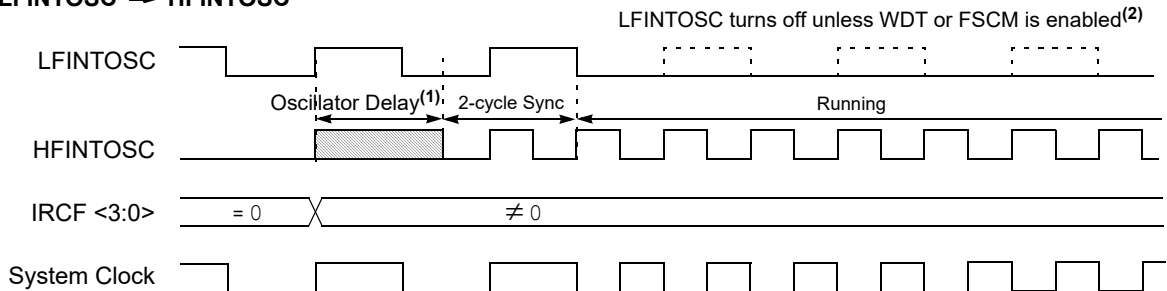 LFINTOSC → HFINTOSC
LFINTOSC turns off unless WDT or FSCM is enabled(2)
LFINTOSC
Oscillator Delay(1)
2-cycle Sync
Running
HFINTOSC
IRCF <3:0>
= 0
≠ 0
System Clock